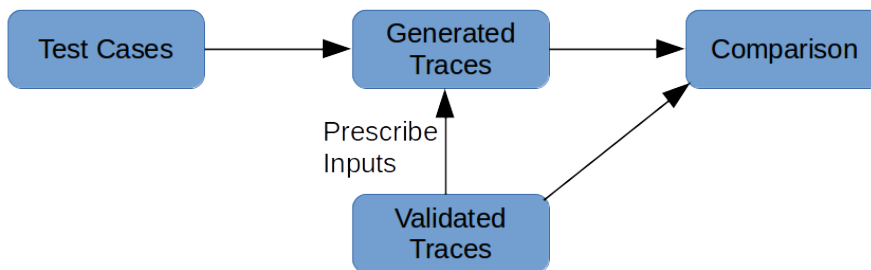 Test Cases
Generated
Traces
Comparison
Prescribe
Inputs
Validated
Traces